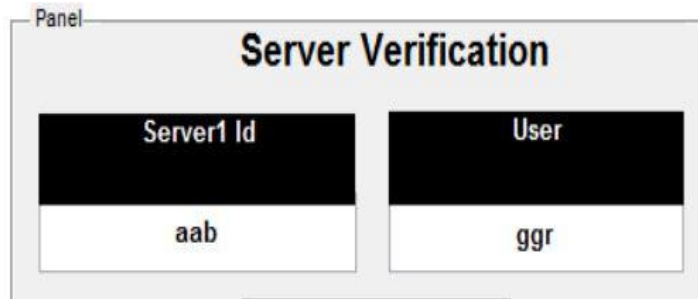 Panel
Server Verification
Server1 Id
User
aab
ggr